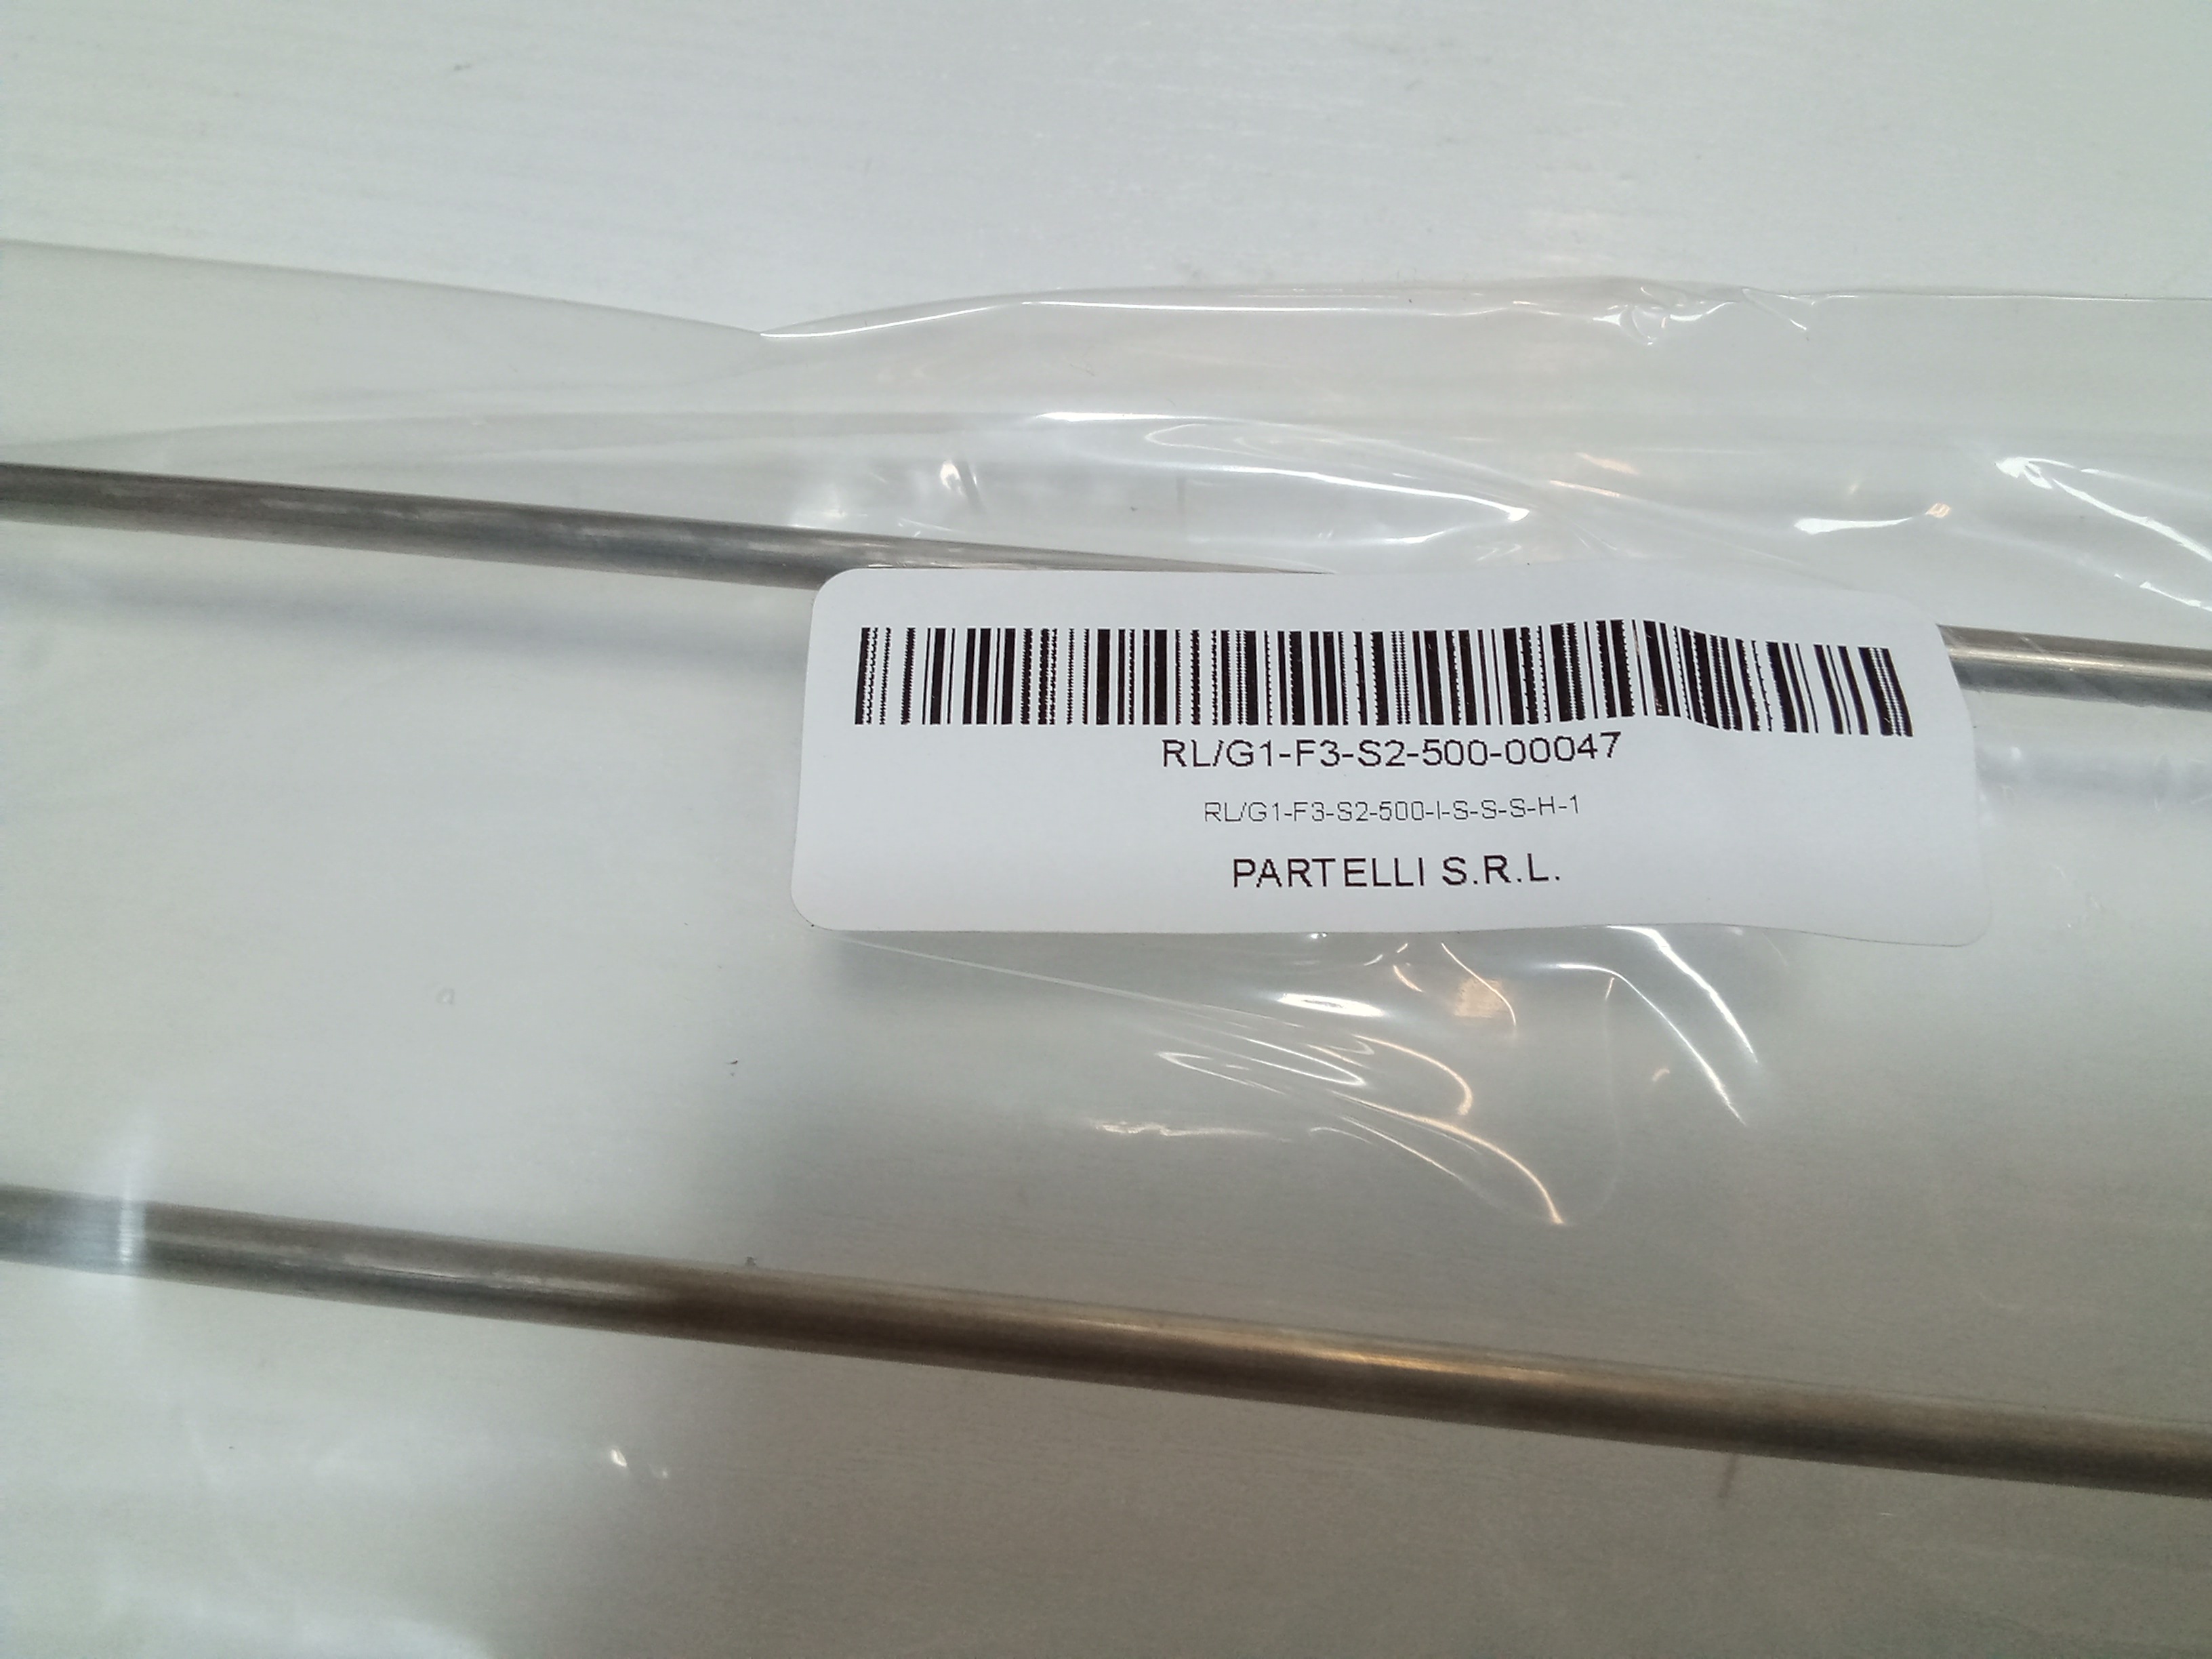 RL/G1-F3-S2-500-00047
RL/G1-F3-S2-500-I-S-S-S-H-1
PARTELLI S.R.L.